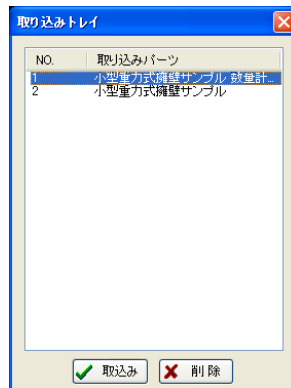 取り込みトレイ
NO. 取り込みパーツ
1 小型重力式擁壁サンプル 数量計...
2 小型重力式擁壁サンプル
取込み 削除